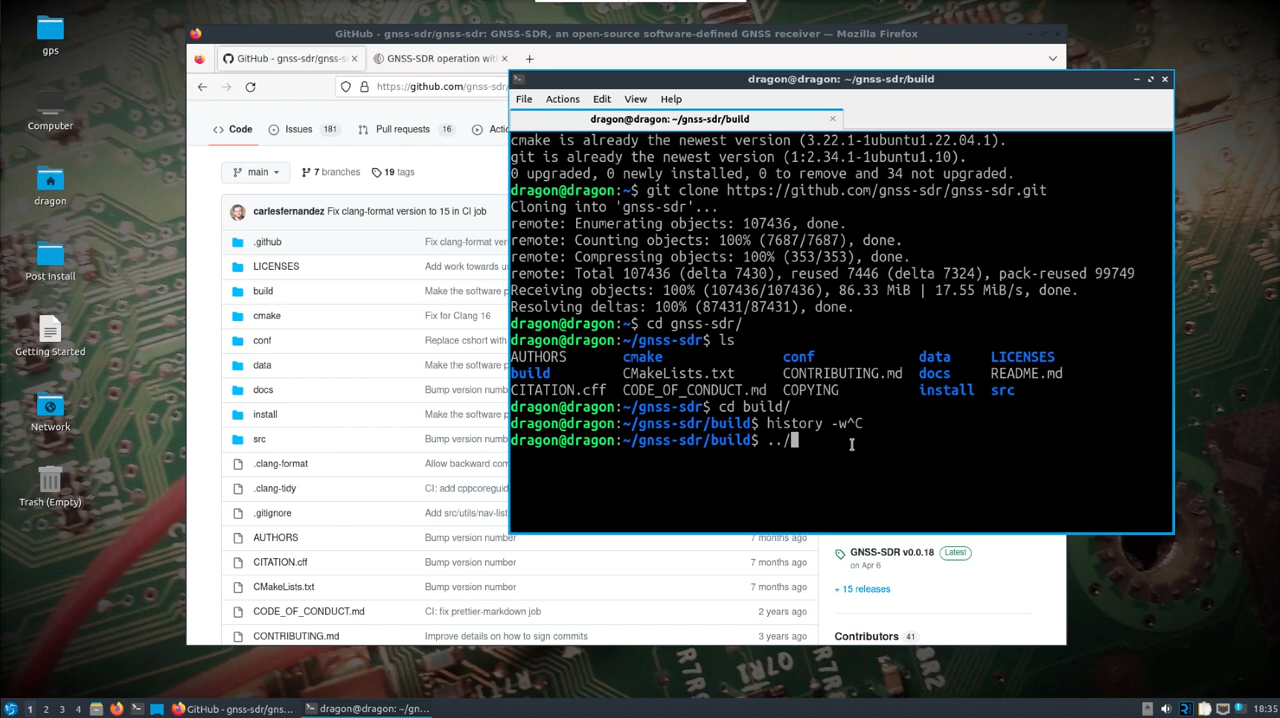 gps
Computer
dragon
Post Install
Getting Started
Network
Trash (Empty)
GitHub - gnss-sdr/gnss-sdr: GNSS-SDR, an open-source software-defined GNSS receiver — Mozilla Firefox
GitHub - gnss-sdr/gnss-s
GNSS-SDR operation wit
https://github.com/gnss-sdr/
Code
Issues 181
Pull requests 16
Actio
main
7 branches
19 tags
carlesfernandez Fix clang-format version to 15 in CI job
.github Fix clang-format vers
LICENSES Add work towards u
build Make the software p
cmake Fix for Clang 16
conf Replace cshort with
data Make the software p
docs Bump version numbe
install Bump version numbe
src Bump version numbe
.clang-format Allow backward com
.clang-tidy CI: add cppcoreguid
.gitignore Add src/utils/nav-list
AUTHORS Bump version number 7 months ago
CITATION.cff Bump version number 7 months ago
CMakeLists.txt Bump version number 7 months ago
CODE_OF_CONDUCT.md CI: fix prettier-markdown job 2 years ago
CONTRIBUTING.md Improve details on how to sign commits 3 years ago
GNSS-SDR v0.0.18 Latest
on Apr 6
+ 15 releases
Contributors 41
dragon@dragon: ~/gnss-sdr/build
File Actions Edit View Help
dragon@dragon: ~/gnss-sdr/build
cmake is already the newest version (3.22.1-1ubuntu1.22.04.1).
git is already the newest version (1:2.34.1-1ubuntu1.10).
0 upgraded, 0 newly installed, 0 to remove and 34 not upgraded.
dragon@dragon:~$ git clone https://github.com/gnss-sdr/gnss-sdr.git
Cloning into 'gnss-sdr'...
remote: Enumerating objects: 107436, done.
remote: Counting objects: 100% (7687/7687), done.
remote: Compressing objects: 100% (353/353), done.
remote: Total 107436 (delta 7430), reused 7446 (delta 7324), pack-reused 99749
Receiving objects: 100% (107436/107436), 86.33 MiB | 17.55 MiB/s, done.
Resolving deltas: 100% (87431/87431), done.
dragon@dragon:~$ cd gnss-sdr/
dragon@dragon:~/gnss-sdr$ ls
AUTHORS cmake conf data LICENSES
build CMakeLists.txt CONTRIBUTING.md docs README.md
CITATION.cff CODE_OF_CONDUCT.md COPYING install src
dragon@dragon:~/gnss-sdr$ cd build/
dragon@dragon:~/gnss-sdr/build$ history -w^C
dragon@dragon:~/gnss-sdr/build$ ../
1 2 3 4
GitHub - gnss-sdr/gns...
dragon@dragon: ~/gn...
18:35